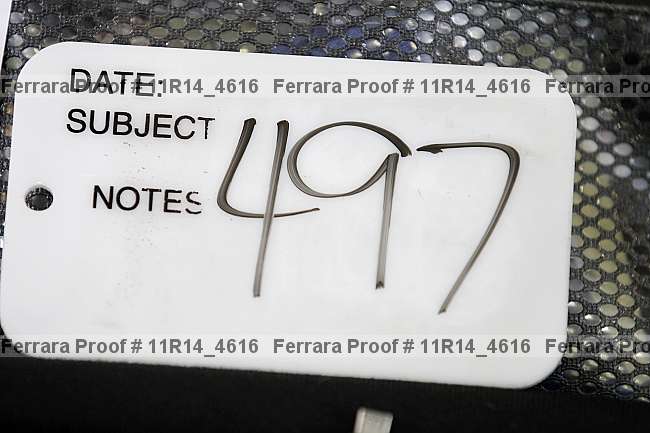 Ferrara Proof # 11R14_4616 Ferrara Proof # 11R14_4616 Ferrara Pro
DATE:
SUBJECT
497
NOTES
Ferrara Proof # 11R14_4616 Ferrara Proof # 11R14_4616 Ferrara Pro